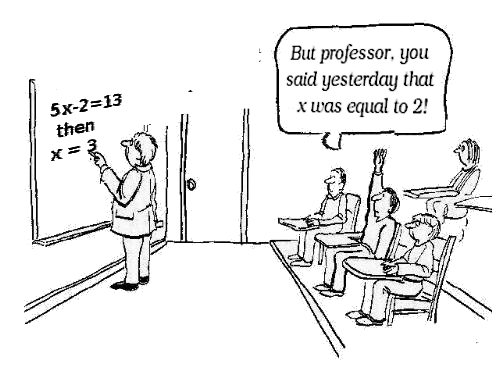 5x-2=13
then
x = 3
But professor, you
said yesterday that
x was equal to 2!